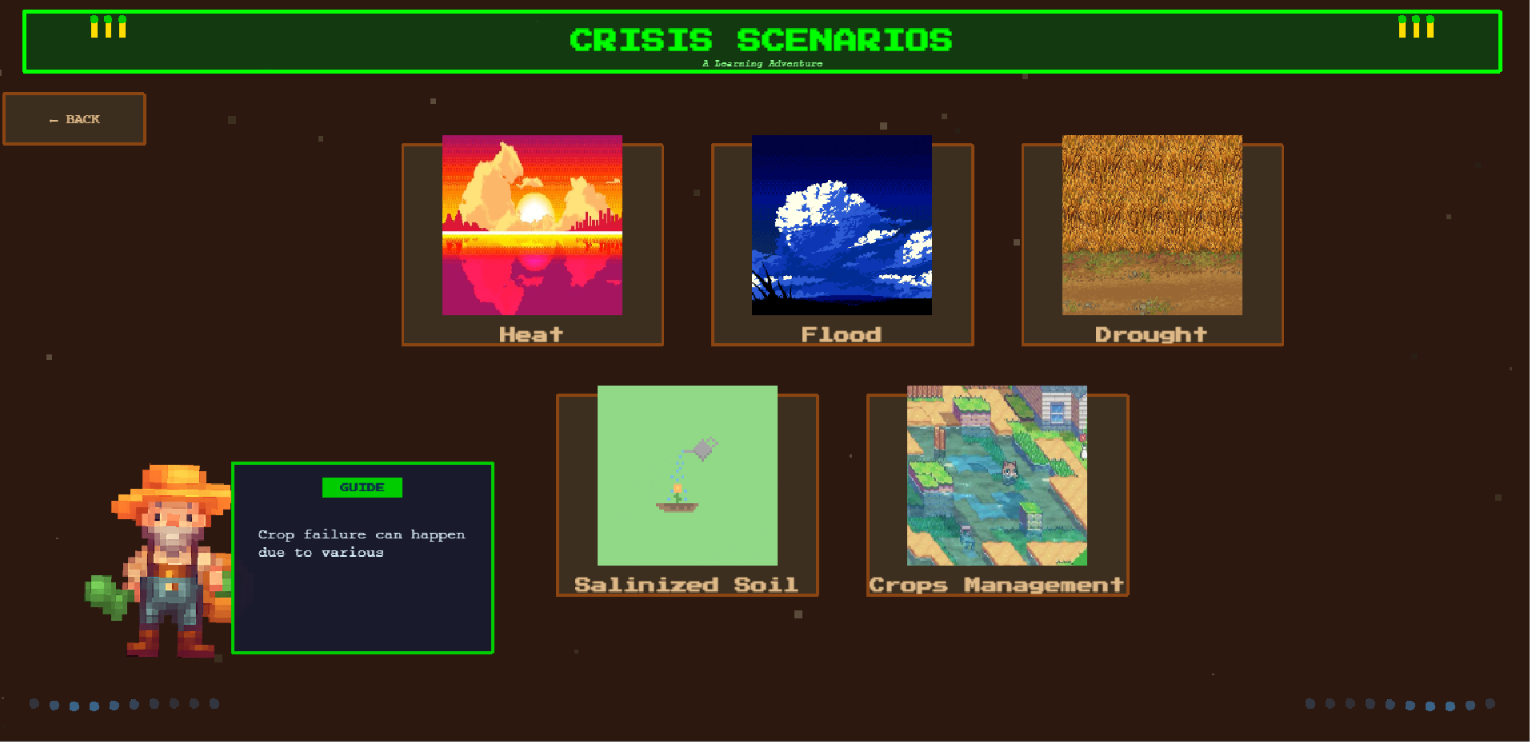 CRISIS SCENARIOS
A Learning Adventure
← BACK
Heat
Flood
Drought
Salinized Soil
Crops Management
GUIDE
Crop failure can happen
due to various